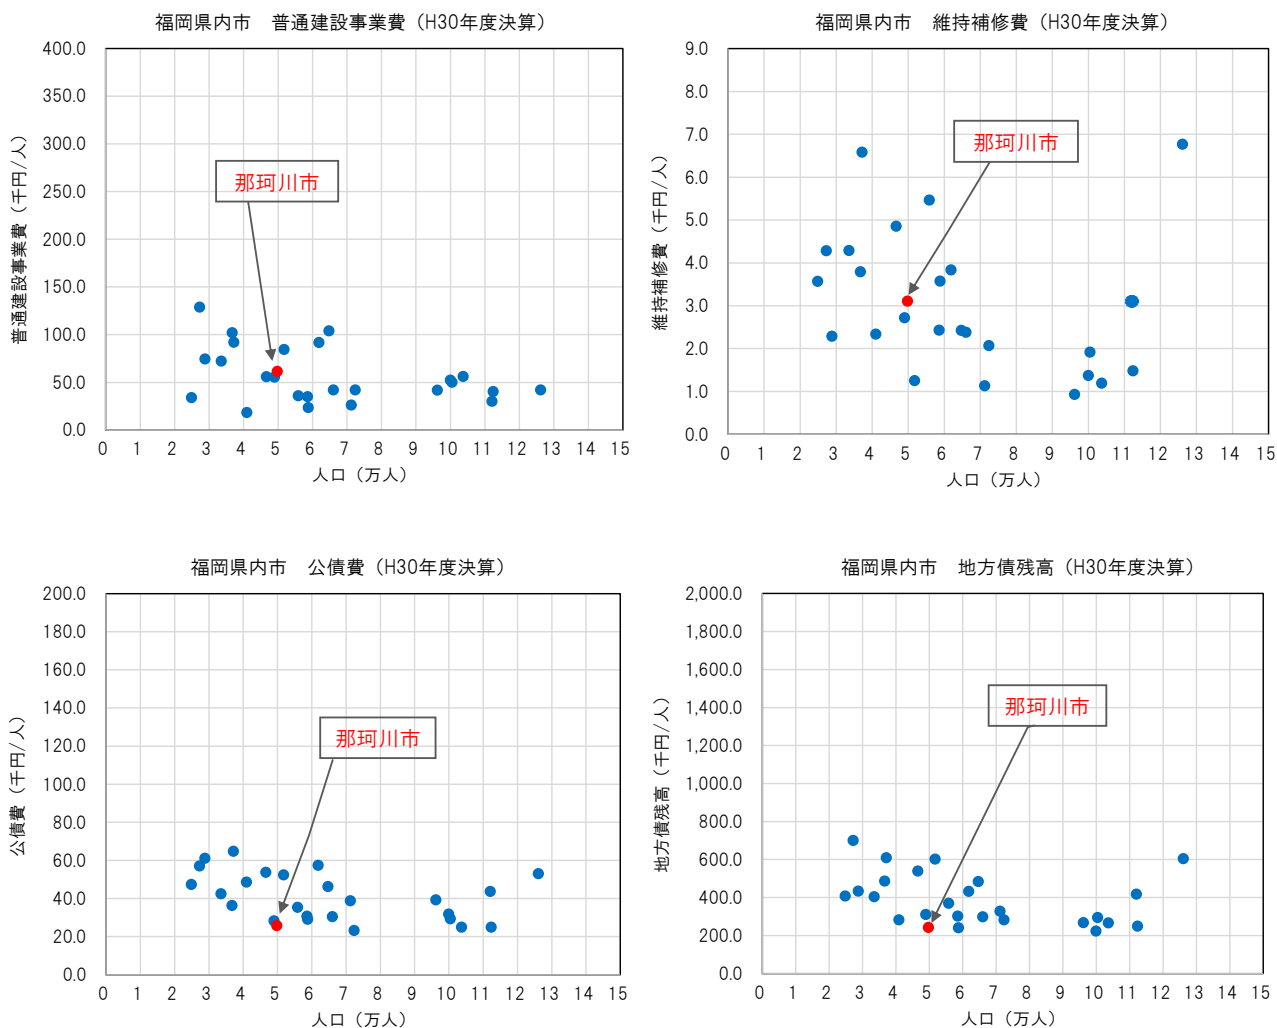 福岡県内市　普通建設事業費（H30年度決算）
400.0
350.0
300.0
250.0
200.0
150.0
100.0
50.0
0.0
普通建設事業費（千円/人）
那珂川市
0 1 2 3 4 5 6 7 8 9 10 11 12 13 14 15
人口（万人）
福岡県内市　維持補修費（H30年度決算）
9.0
8.0
7.0
6.0
5.0
4.0
3.0
2.0
1.0
0.0
維持補修費（千円/人）
那珂川市
0 1 2 3 4 5 6 7 8 9 10 11 12 13 14 15
人口（万人）
福岡県内市　公債費（H30年度決算）
200.0
180.0
160.0
140.0
120.0
100.0
80.0
60.0
40.0
20.0
0.0
公債費（千円/人）
那珂川市
0 1 2 3 4 5 6 7 8 9 10 11 12 13 14 15
人口（万人）
福岡県内市　地方債残高（H30年度決算）
2,000.0
1,800.0
1,600.0
1,400.0
1,200.0
1,000.0
800.0
600.0
400.0
200.0
0.0
地方債残高（千円/人）
那珂川市
0 1 2 3 4 5 6 7 8 9 10 11 12 13 14 15
人口（万人）